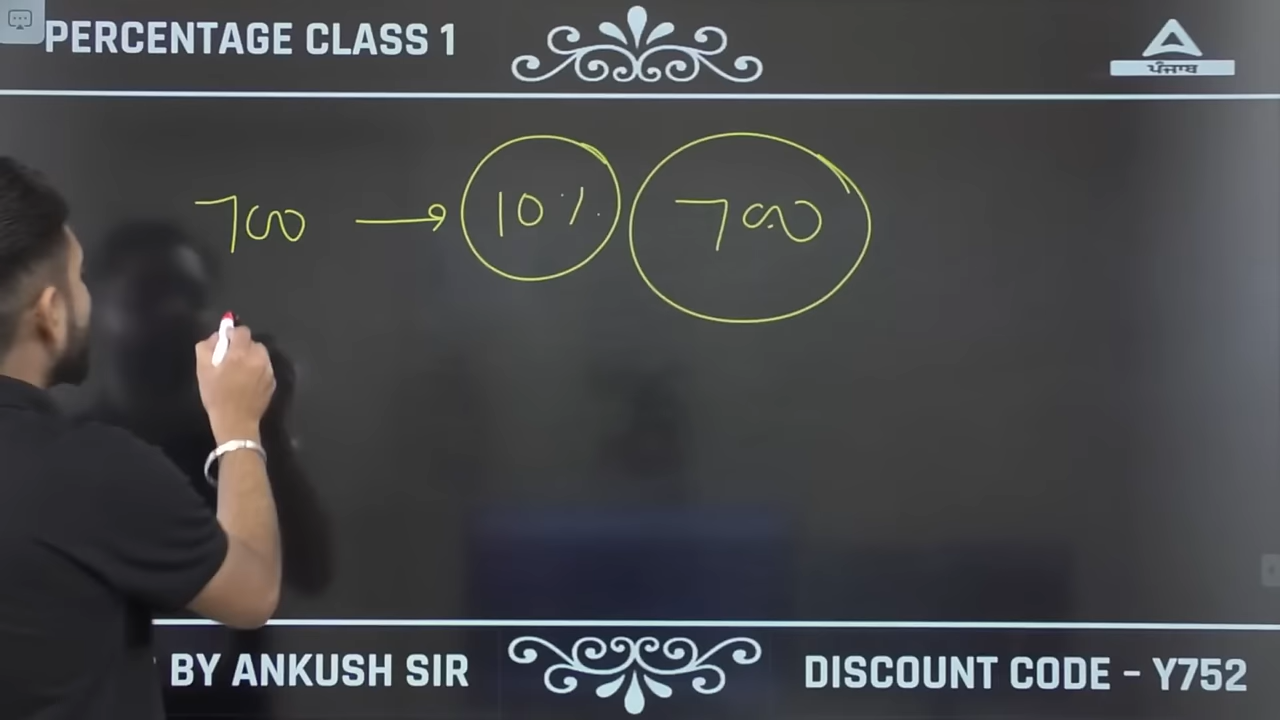 PERCENTAGE CLASS 1
ਪੰਜਾਬ
700 → 10% 700
BY ANKUSH SIR
DISCOUNT CODE - Y752